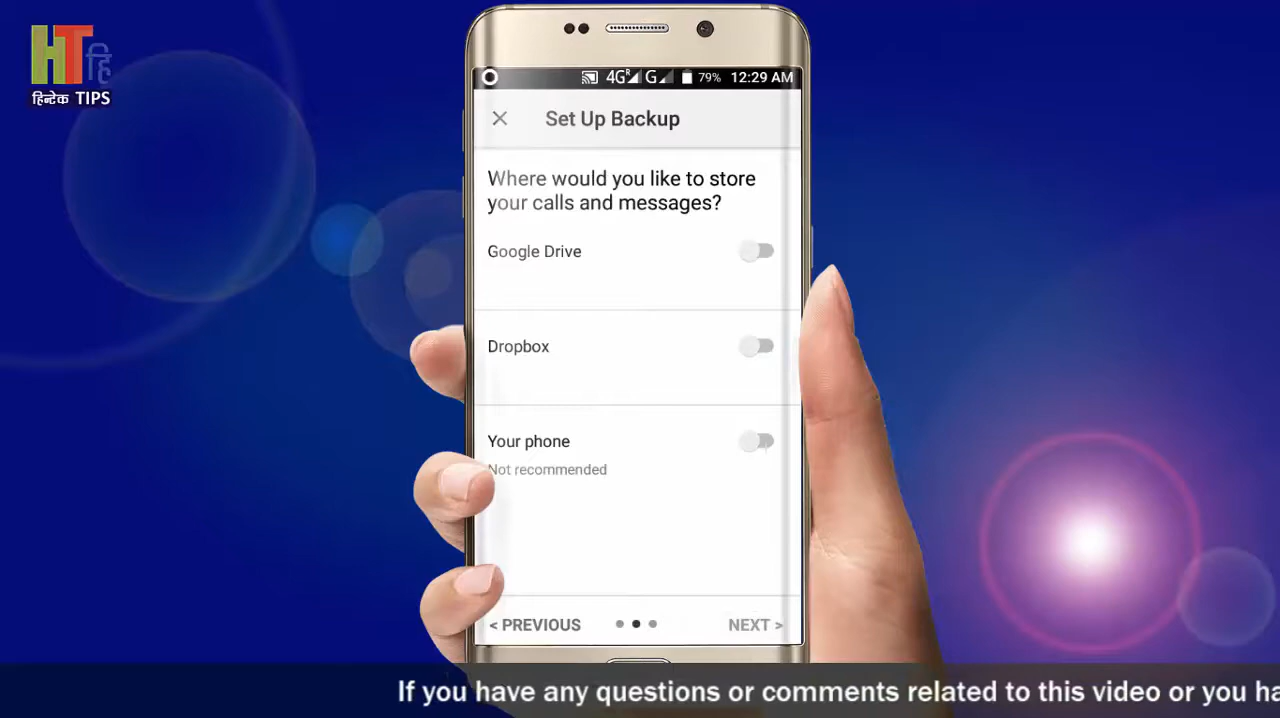 HT हि
हिन्टेक TIPS
4G R G 79% 12:29 AM
Set Up Backup
Where would you like to store
your calls and messages?
Google Drive
Dropbox
Your phone
Not recommended
< PREVIOUS NEXT >
If you have any questions or comments related to this video or you ha